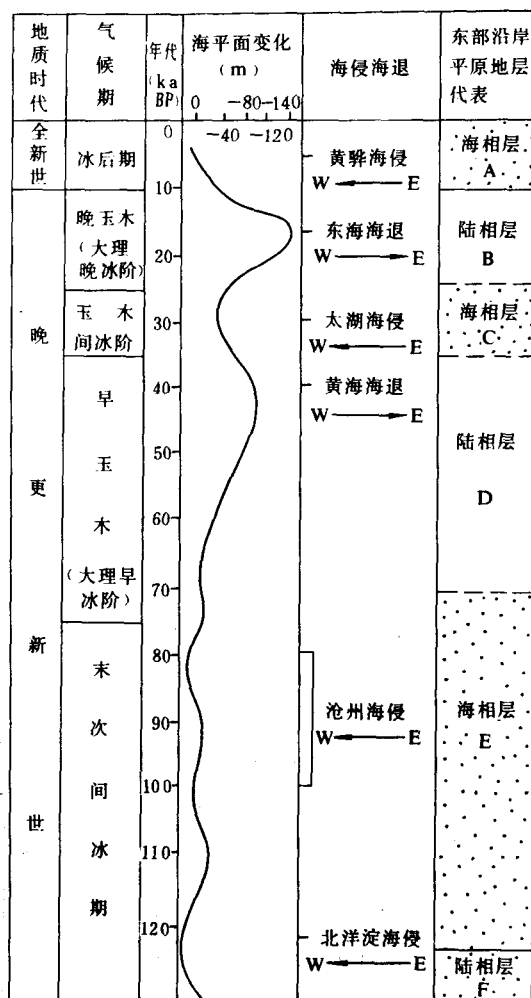 地质时代
气候期
年代
(ka
BP)
海平面变化
(m)
0 -80 -140
-40 -120
海侵海退
东部沿岸
平原地层
代表
全新世
冰后期
0
10
20
30
40
50
60
70
80
90
100
110
120
黄骅海侵
W E
海相层
A
晚更新世
晚玉木
(大理
晚冰阶)
东海海退
W E
陆相层
B
玉木
间冰阶
太湖海侵
W E
海相层
C
早玉木
(大理早
冰阶)
黄海海退
W E
陆相层
D
末次间冰期
沧州海侵
W E
海相层
E
北洋淀海侵
W E
陆相层
F